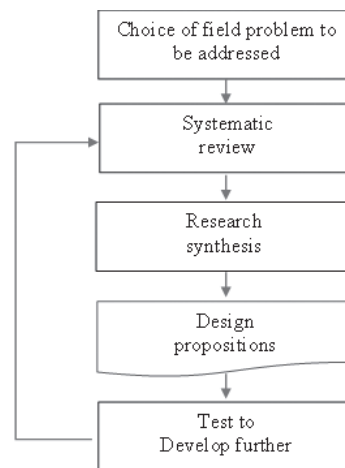 Choice of field problem to
be addressed
Systematic
review
Research
synthesis
Design
propositions
Test to
Develop further